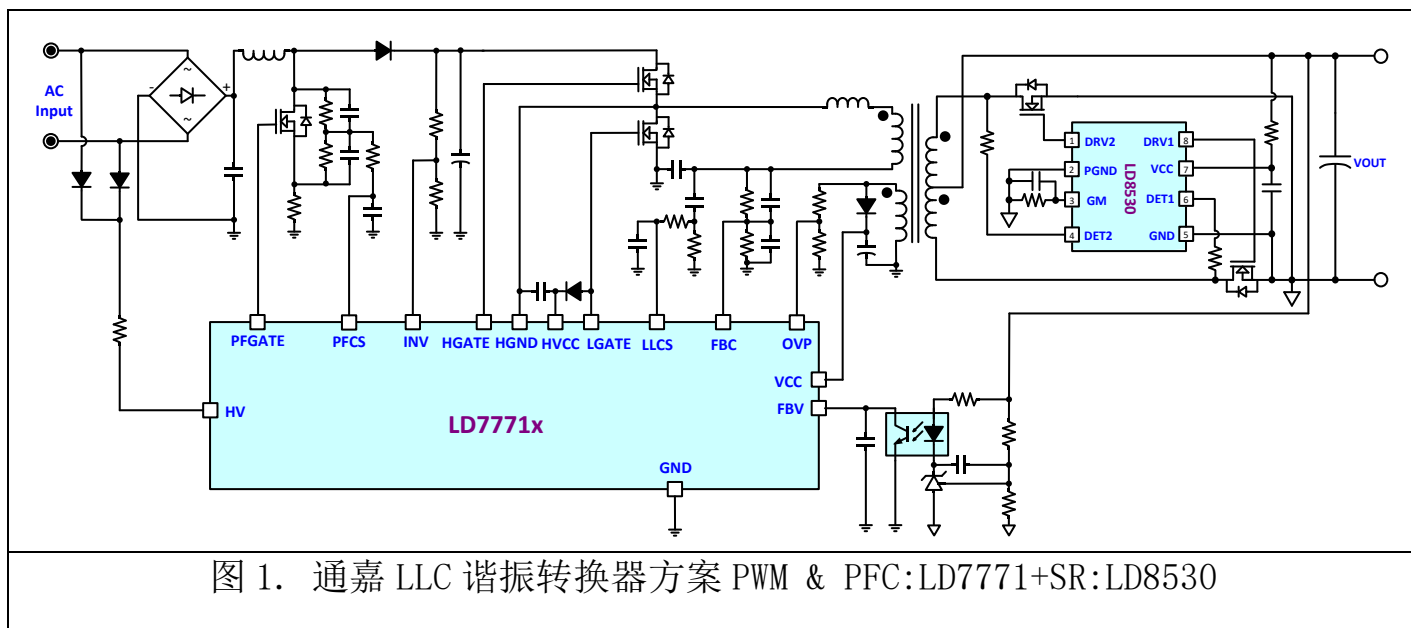 ~
-
+
~
AC
Input
PFGATE
PFCS
INV
HGATE
HGND
HVCC
LGATE
LLCS
FBC
OVP
VCC
FBV
HV
LD7771x
GND
1
DRV2
2
PGND
3
GM
4
DET2
LD8530
DRV1
8
VCC
7
DET1
6
GND
5
VOUT
图 1. 通嘉 LLC 谐振转换器方案 PWM & PFC:LD7771+SR:LD8530